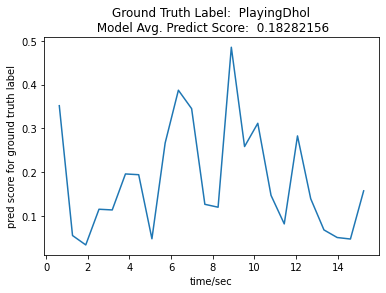 Ground Truth Label:  PlayingDhol
Model Avg. Predict Score:  0.18282156
0.5
0.4
0.3
0.2
0.1
pred score for ground truth label
0 2 4 6 8 10 12 14
time/sec